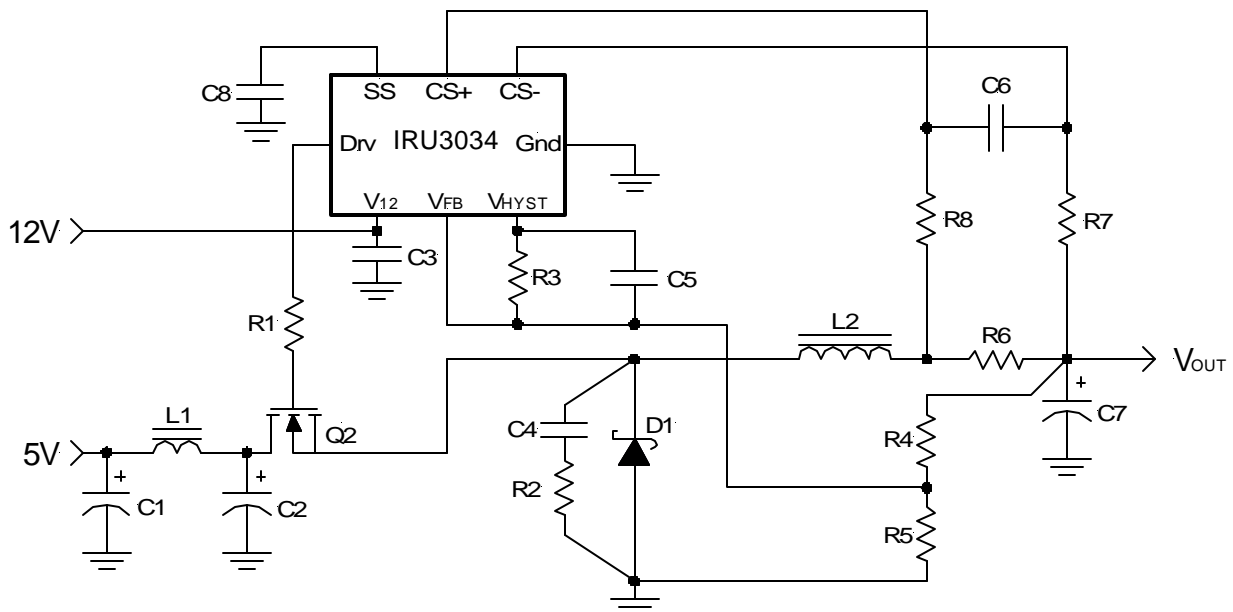 C8
SS CS+ CS-
C6
Drv IRU3034 Gnd
V12 VFB VHYST
R8
R7
12V
C3
R3
C5
R1
L2
R6
VOUT
L1
Q2
C4
D1
R4
+
C7
5V
+
C1
+
C2
R2
R5